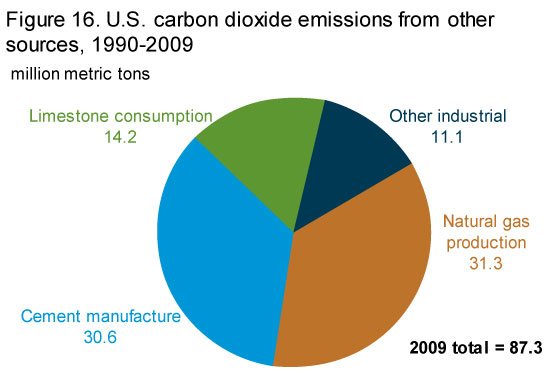 Figure 16. U.S. carbon dioxide emissions from other
sources, 1990-2009
million metric tons
Limestone consumption
14.2
Other industrial
11.1
Natural gas
production
31.3
Cement manufacture
30.6
2009 total = 87.3